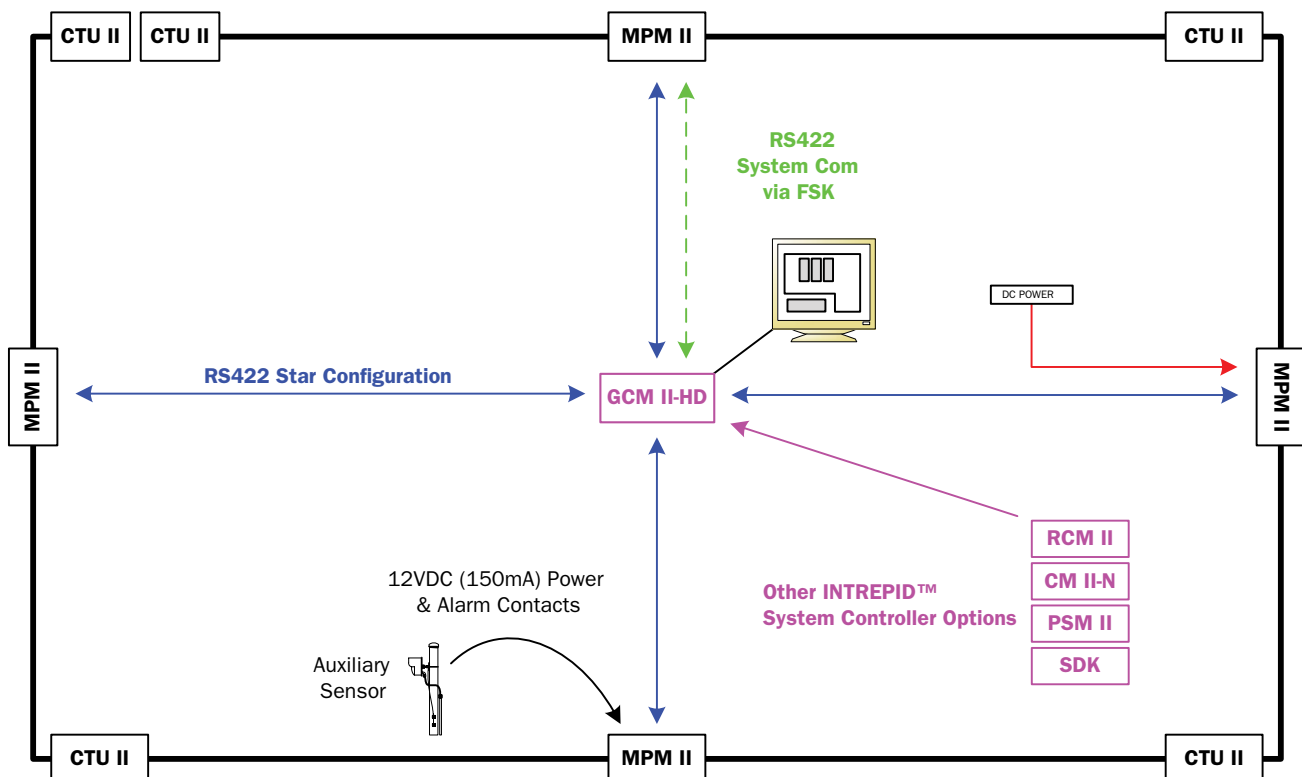 CTU II
CTU II
MPM II
CTU II
RS422
System Com
via FSK
DC POWER
MPM II
RS422 Star Configuration
GCM II-HD
MPM II
RCM II
CM II-N
PSM II
SDK
Other INTREPID™
System Controller Options
12VDC (150mA) Power
& Alarm Contacts
Auxiliary
Sensor
CTU II
MPM II
CTU II